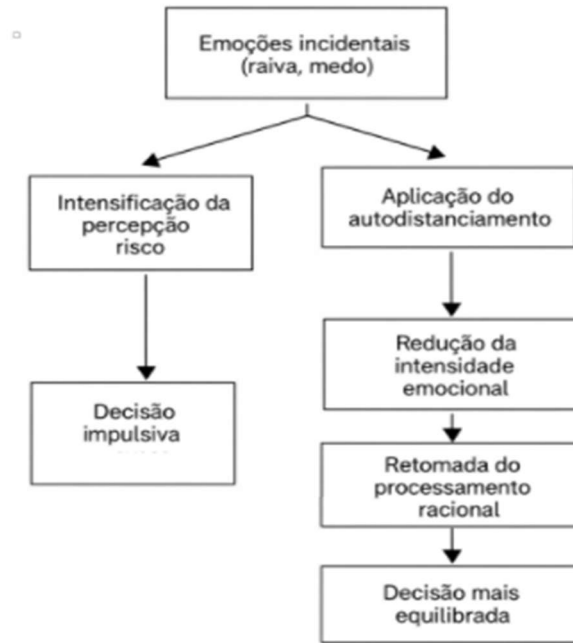 Emoções incidentais
(raiva, medo)
Intensificação da
percepção
risco
Aplicação do
autodistanciamento
Redução da
intensidade
emocional
Decisão
impulsiva
Retomada do
processamento
racional
Decisão mais
equilibrada